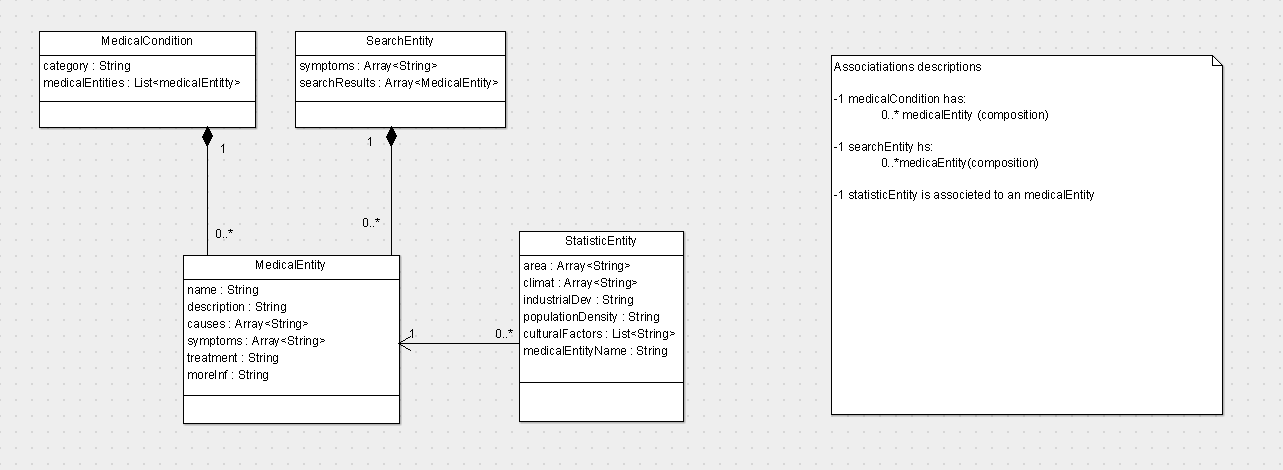 MedicalCondition
category : String
medicalEntities : List<medicalEntitty>
1
0..*
SearchEntity
symptoms : Array<String>
searchResults : Array<MedicalEntity>
1
0..*
MedicalEntity
name : String
description : String
causes : Array<String>
symptoms : Array<String>
treatment : String
moreInf : String
1
0..*
StatisticEntity
area : Array<String>
climat : Array<String>
industrialDev : String
populationDensity : String
culturalFactors : List<String>
medicalEntityName : String
Associatiations descriptions
-1 medicalCondition has:
0..* medicalEntity (composition)
-1 searchEntity hs:
0..*medicaEntity(composition)
-1 statisticEntity is associeted to an medicalEntity